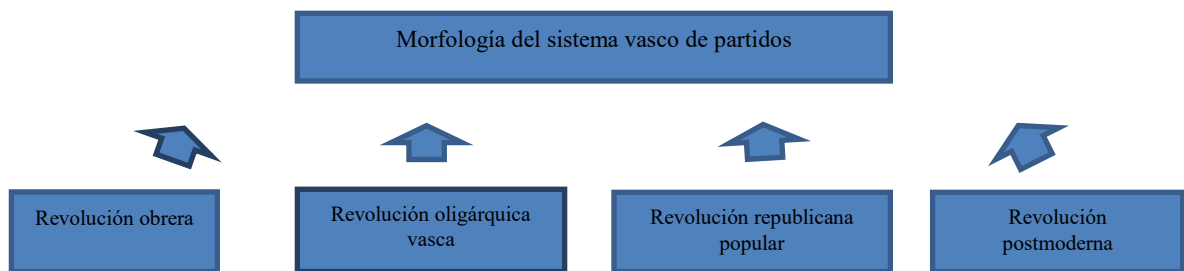 Morfología del sistema vasco de partidos
Revolución obrera
Revolución oligárquica
vasca
Revolución republicana
popular
Revolución
postmoderna